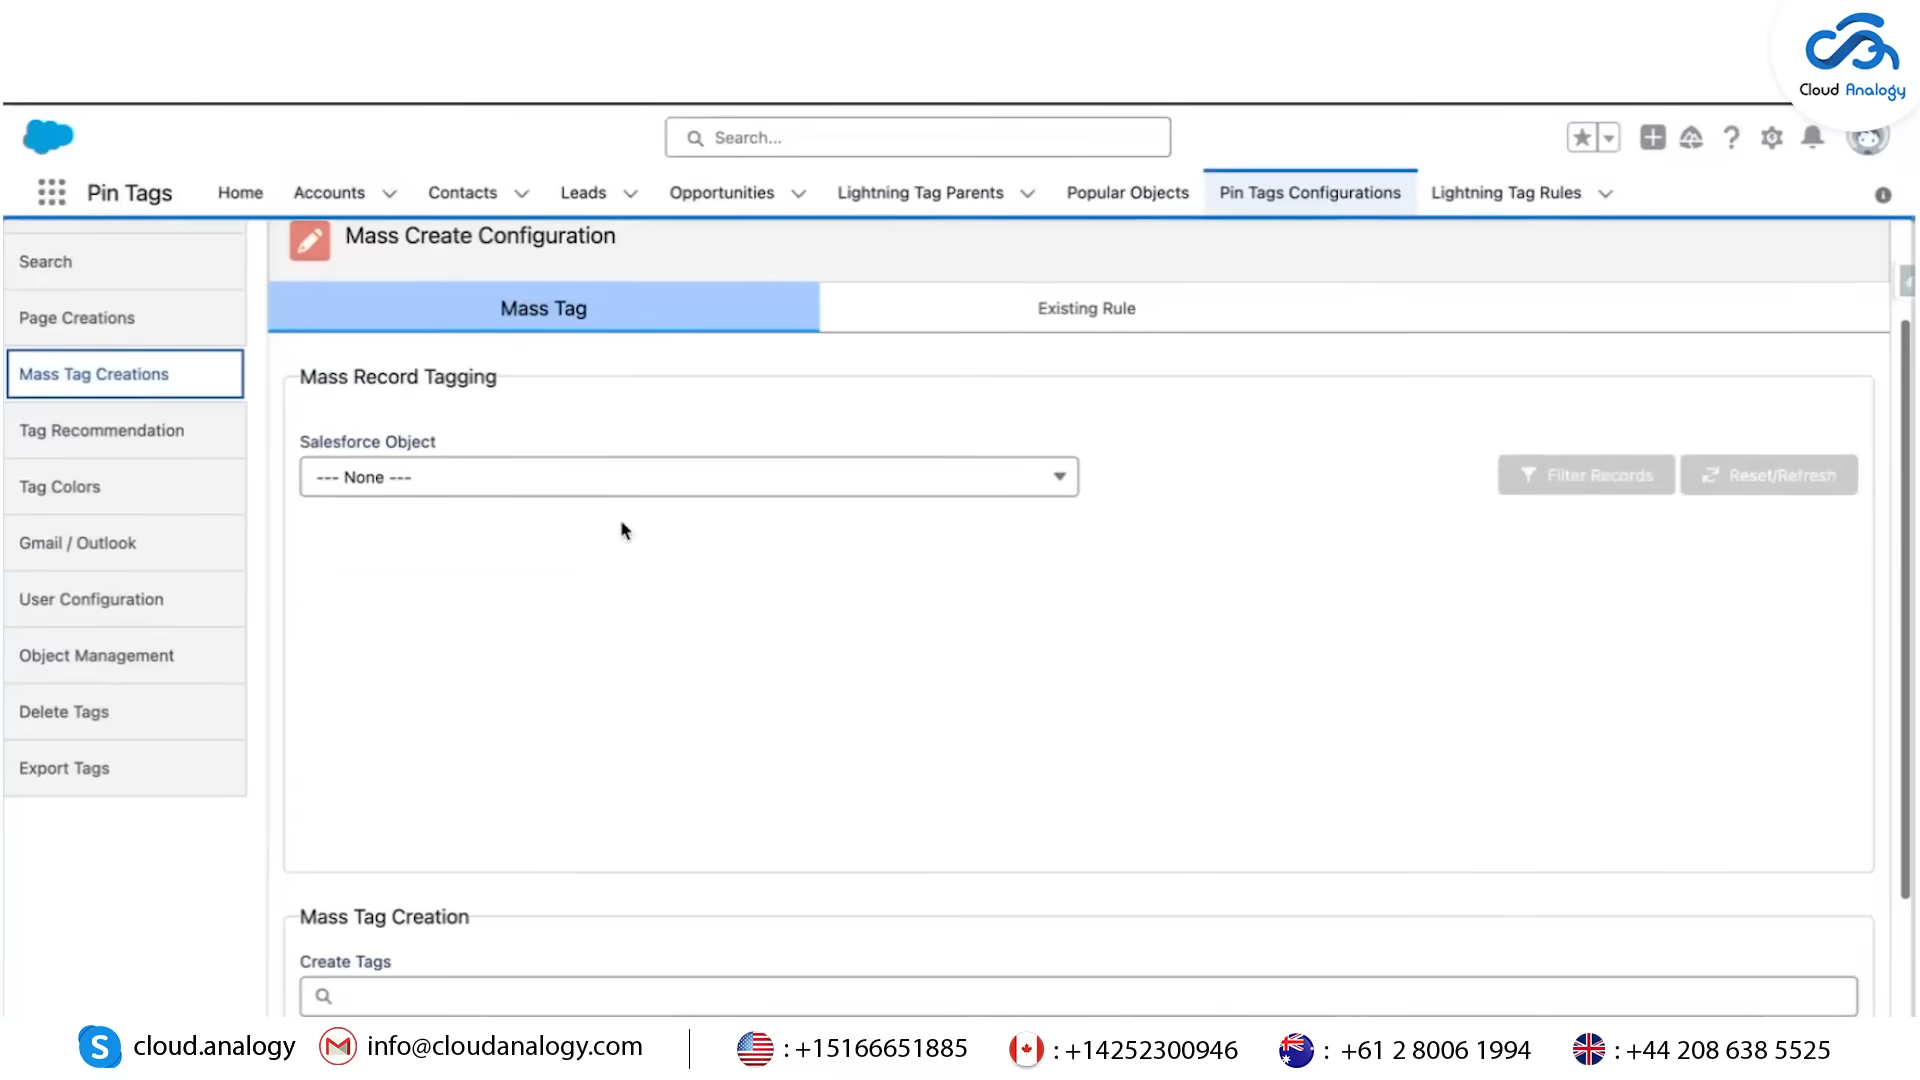 Cloud Analogy
Search...
Pin Tags
Home
Accounts
Contacts
Leads
Opportunities
Lightning Tag Parents
Popular Objects
Pin Tags Configurations
Lightning Tag Rules
Search
Page Creations
Mass Tag Creations
Tag Recommendation
Tag Colors
Gmail / Outlook
User Configuration
Object Management
Delete Tags
Export Tags
Mass Create Configuration
Mass Tag
Existing Rule
Mass Record Tagging
Salesforce Object
--- None ---
Filter Records
Reset/Refresh
Mass Tag Creation
Create Tags
cloud.analogy
info@cloudanalogy.com
: +15166651885
: +14252300946
: +61 2 8006 1994
: +44 208 638 5525